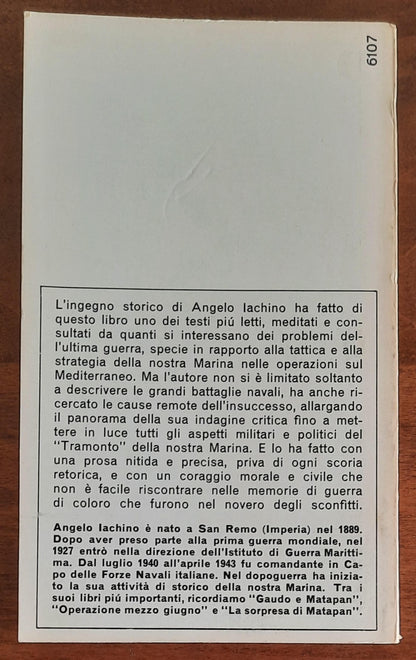 6107
L'ingegno storico di Angelo Iachino ha fatto di
questo libro uno dei testi piú letti, meditati e con-
sultati da quanti si interessano dei problemi del-
l'ultima guerra, specie in rapporto alla tattica e alla
strategia della nostra Marina nelle operazioni sul
Mediterraneo. Ma l'autore non si è limitato soltanto
a descrivere le grandi battaglie navali, ha anche ri-
cercato le cause remote dell'insuccesso, allargando
il panorama della sua indagine critica fino a met-
tere in luce tutti gli aspetti militari e politici del
"Tramonto" della nostra Marina. E lo ha fatto con
una prosa nitida e precisa, priva di ogni scoria
retorica, e con un coraggio morale e civile che
non è facile riscontrare nelle memorie di guerra
di coloro che furono nel novero degli sconfitti.
Angelo Iachino è nato a San Remo (Imperia) nel 1889.
Dopo aver preso parte alla prima guerra mondiale, nel
1927 entrò nella direzione dell'Istituto di Guerra Maritti-
ma. Dal luglio 1940 all'aprile 1943 fu comandante in Ca-
po delle Forze Navali italiane. Nel dopoguerra ha inizia-
to la sua attività di storico della nostra Marina. Tra i
suoi libri piú importanti, ricordiamo "Gaudo e Matapan",
"Operazione mezzo giugno" e "La sorpresa di Matapan".